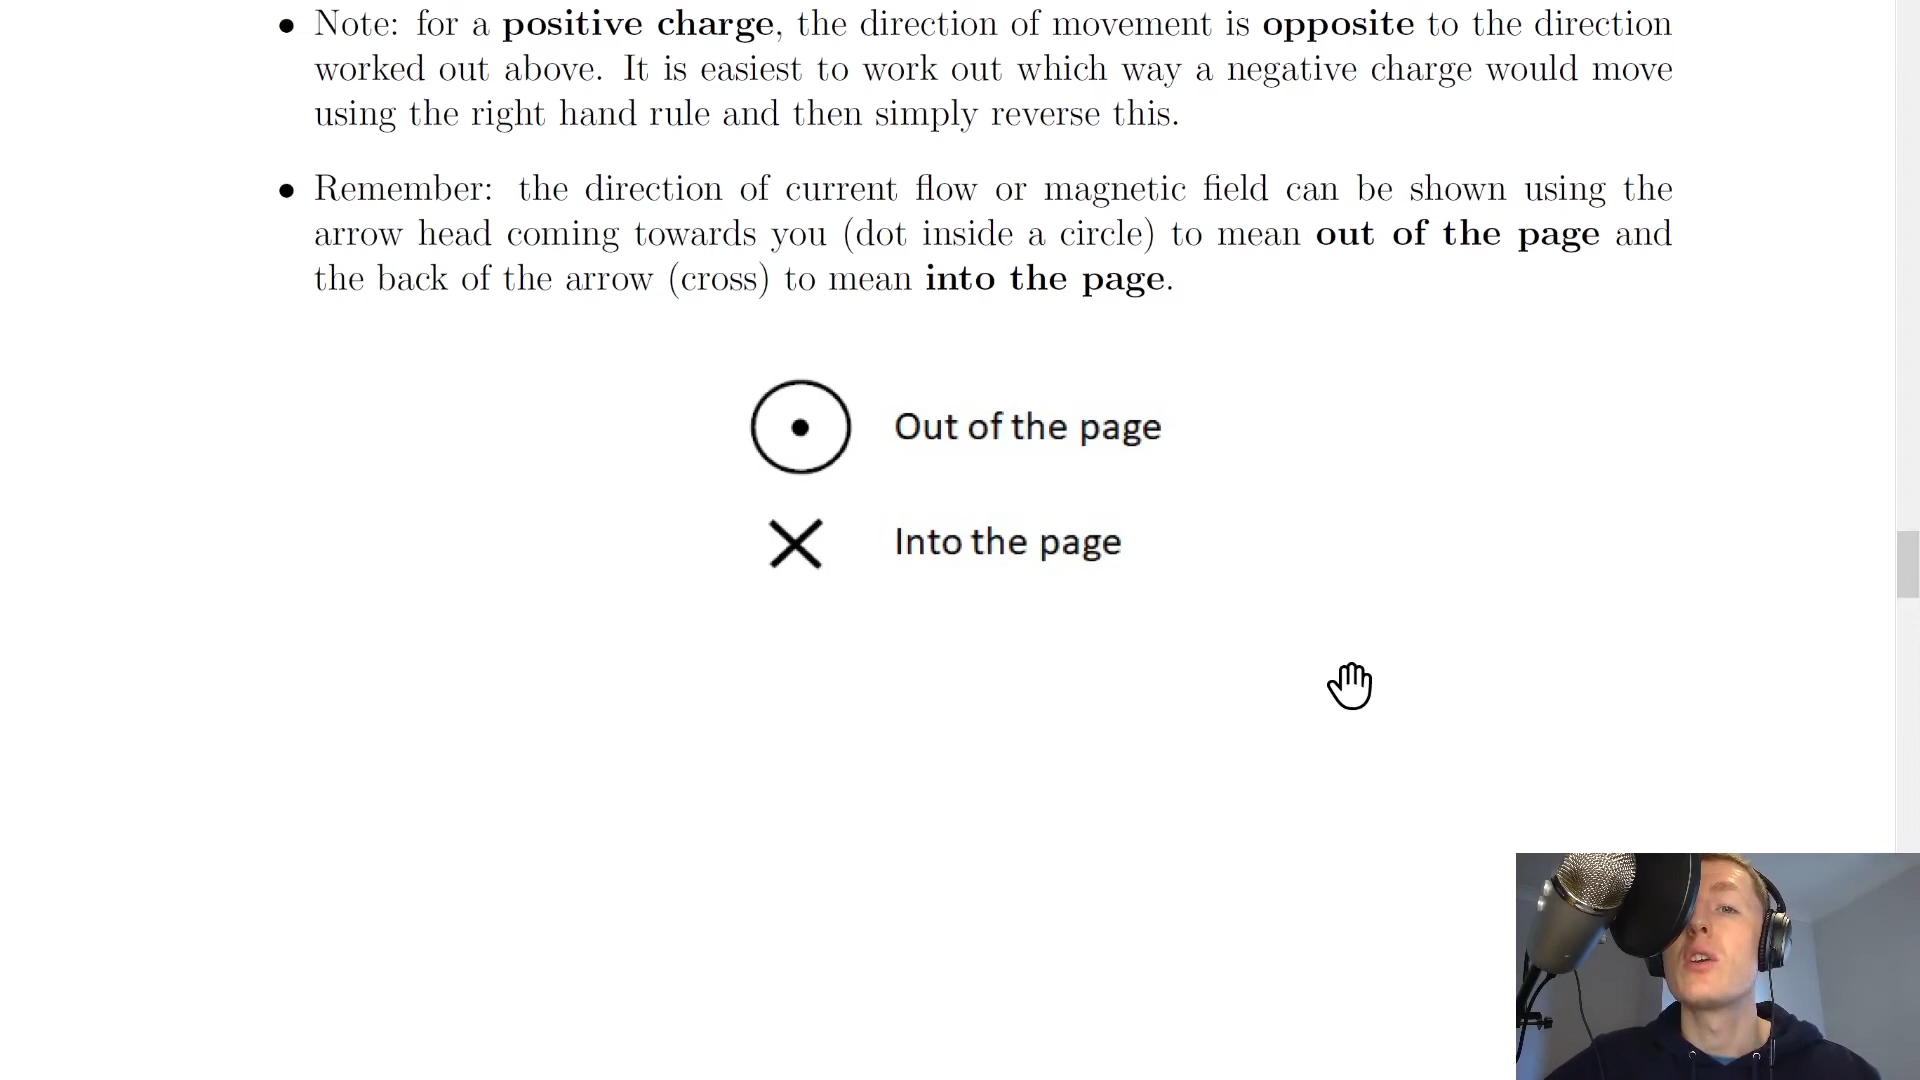 • Note: for a positive charge, the direction of movement is opposite to the direction
worked out above. It is easiest to work out which way a negative charge would move
using the right hand rule and then simply reverse this.
• Remember: the direction of current flow or magnetic field can be shown using the
arrow head coming towards you (dot inside a circle) to mean out of the page and
the back of the arrow (cross) to mean into the page.
Out of the page
Into the page